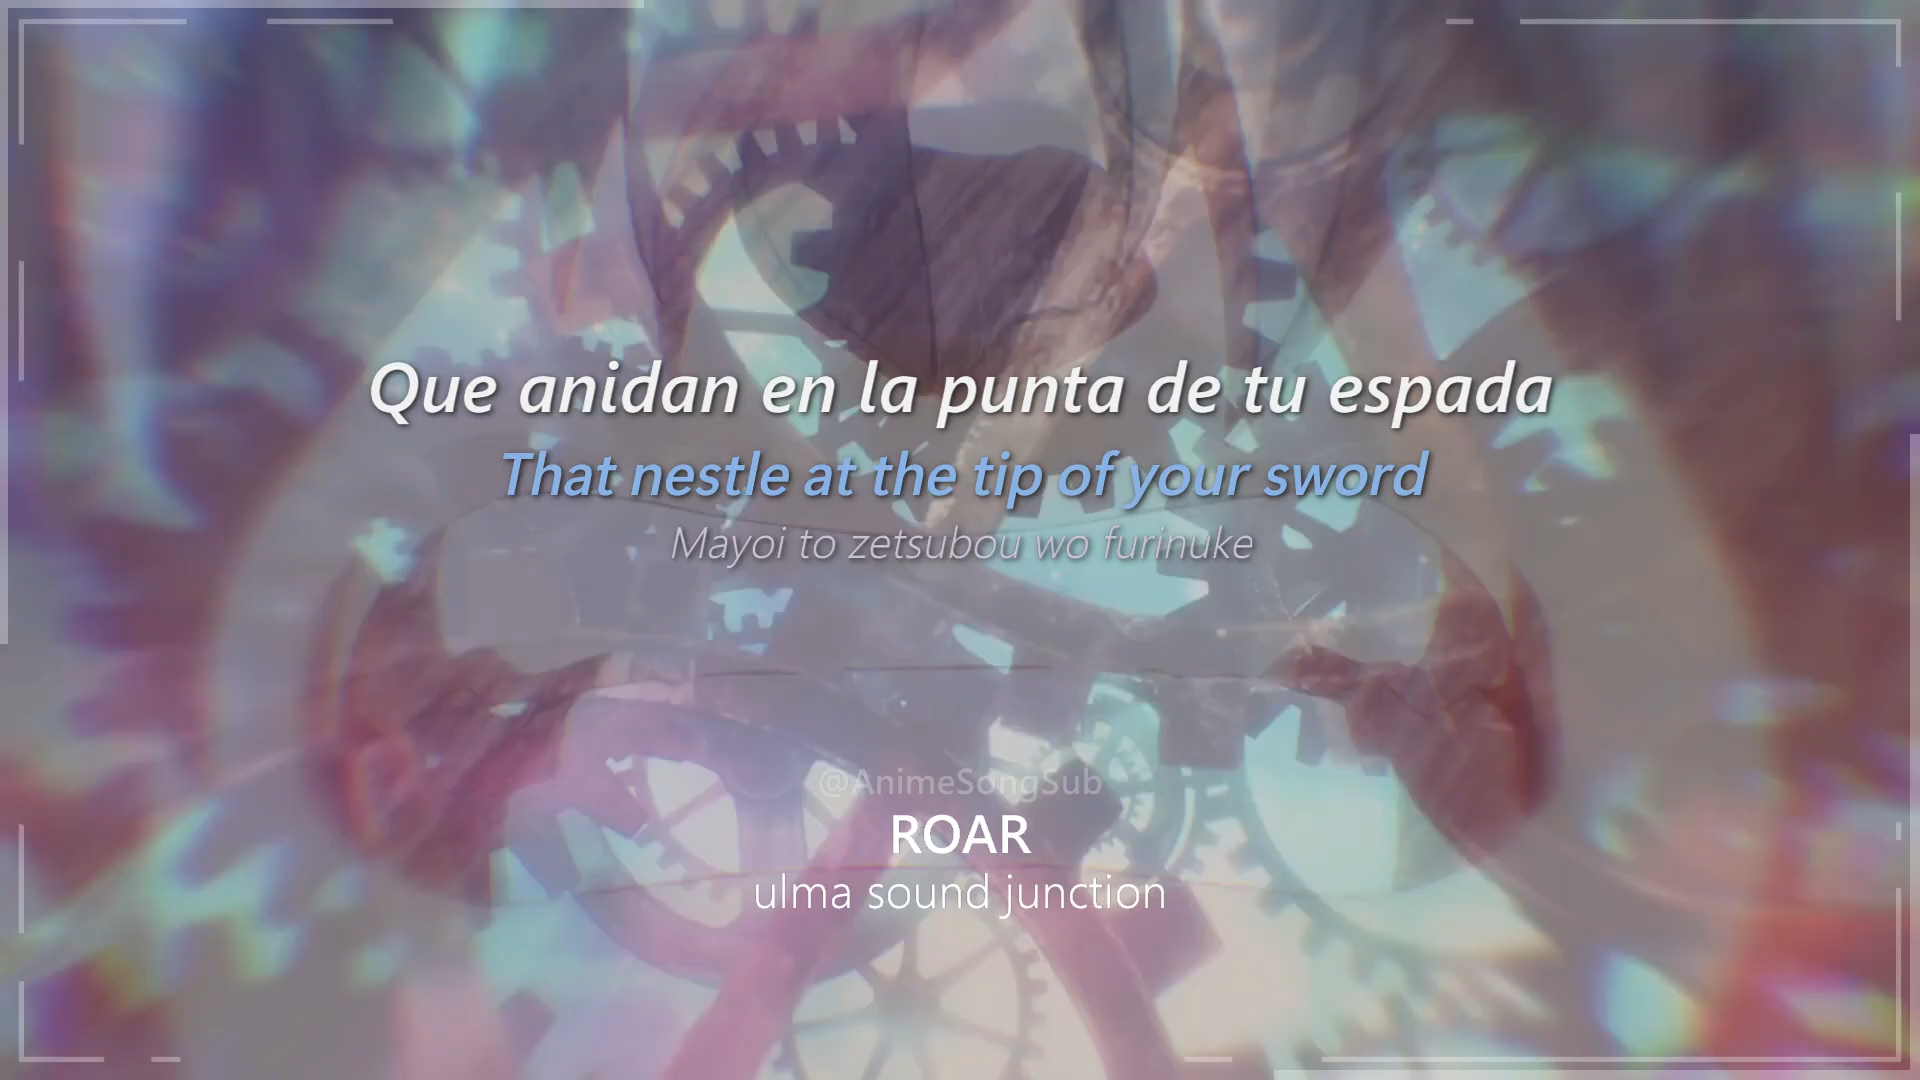 Que anidan en la punta de tu espada
That nestle at the tip of your sword
Mayoi to zetsubou wo furinuke
@AnimeSongSub
ROAR
ulma sound junction